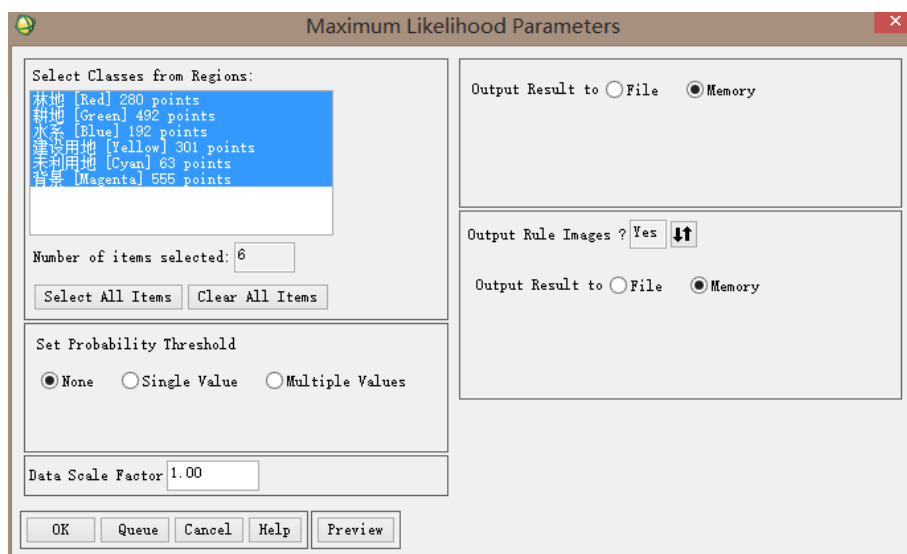 Maximum Likelihood Parameters
Select Classes from Regions:
林地 [Red] 280 points
耕地 [Green] 492 points
水系 [Blue] 192 points
建设用地 [Yellow] 301 points
未利用地 [Cyan] 63 points
背景 [Magenta] 555 points
Number of items selected: 6
Select All Items Clear All Items
Set Probability Threshold
None Single Value Multiple Values
Data Scale Factor 1.00
OK Queue Cancel Help Preview
Output Result to File Memory
Output Rule Images ? Yes
Output Result to File Memory